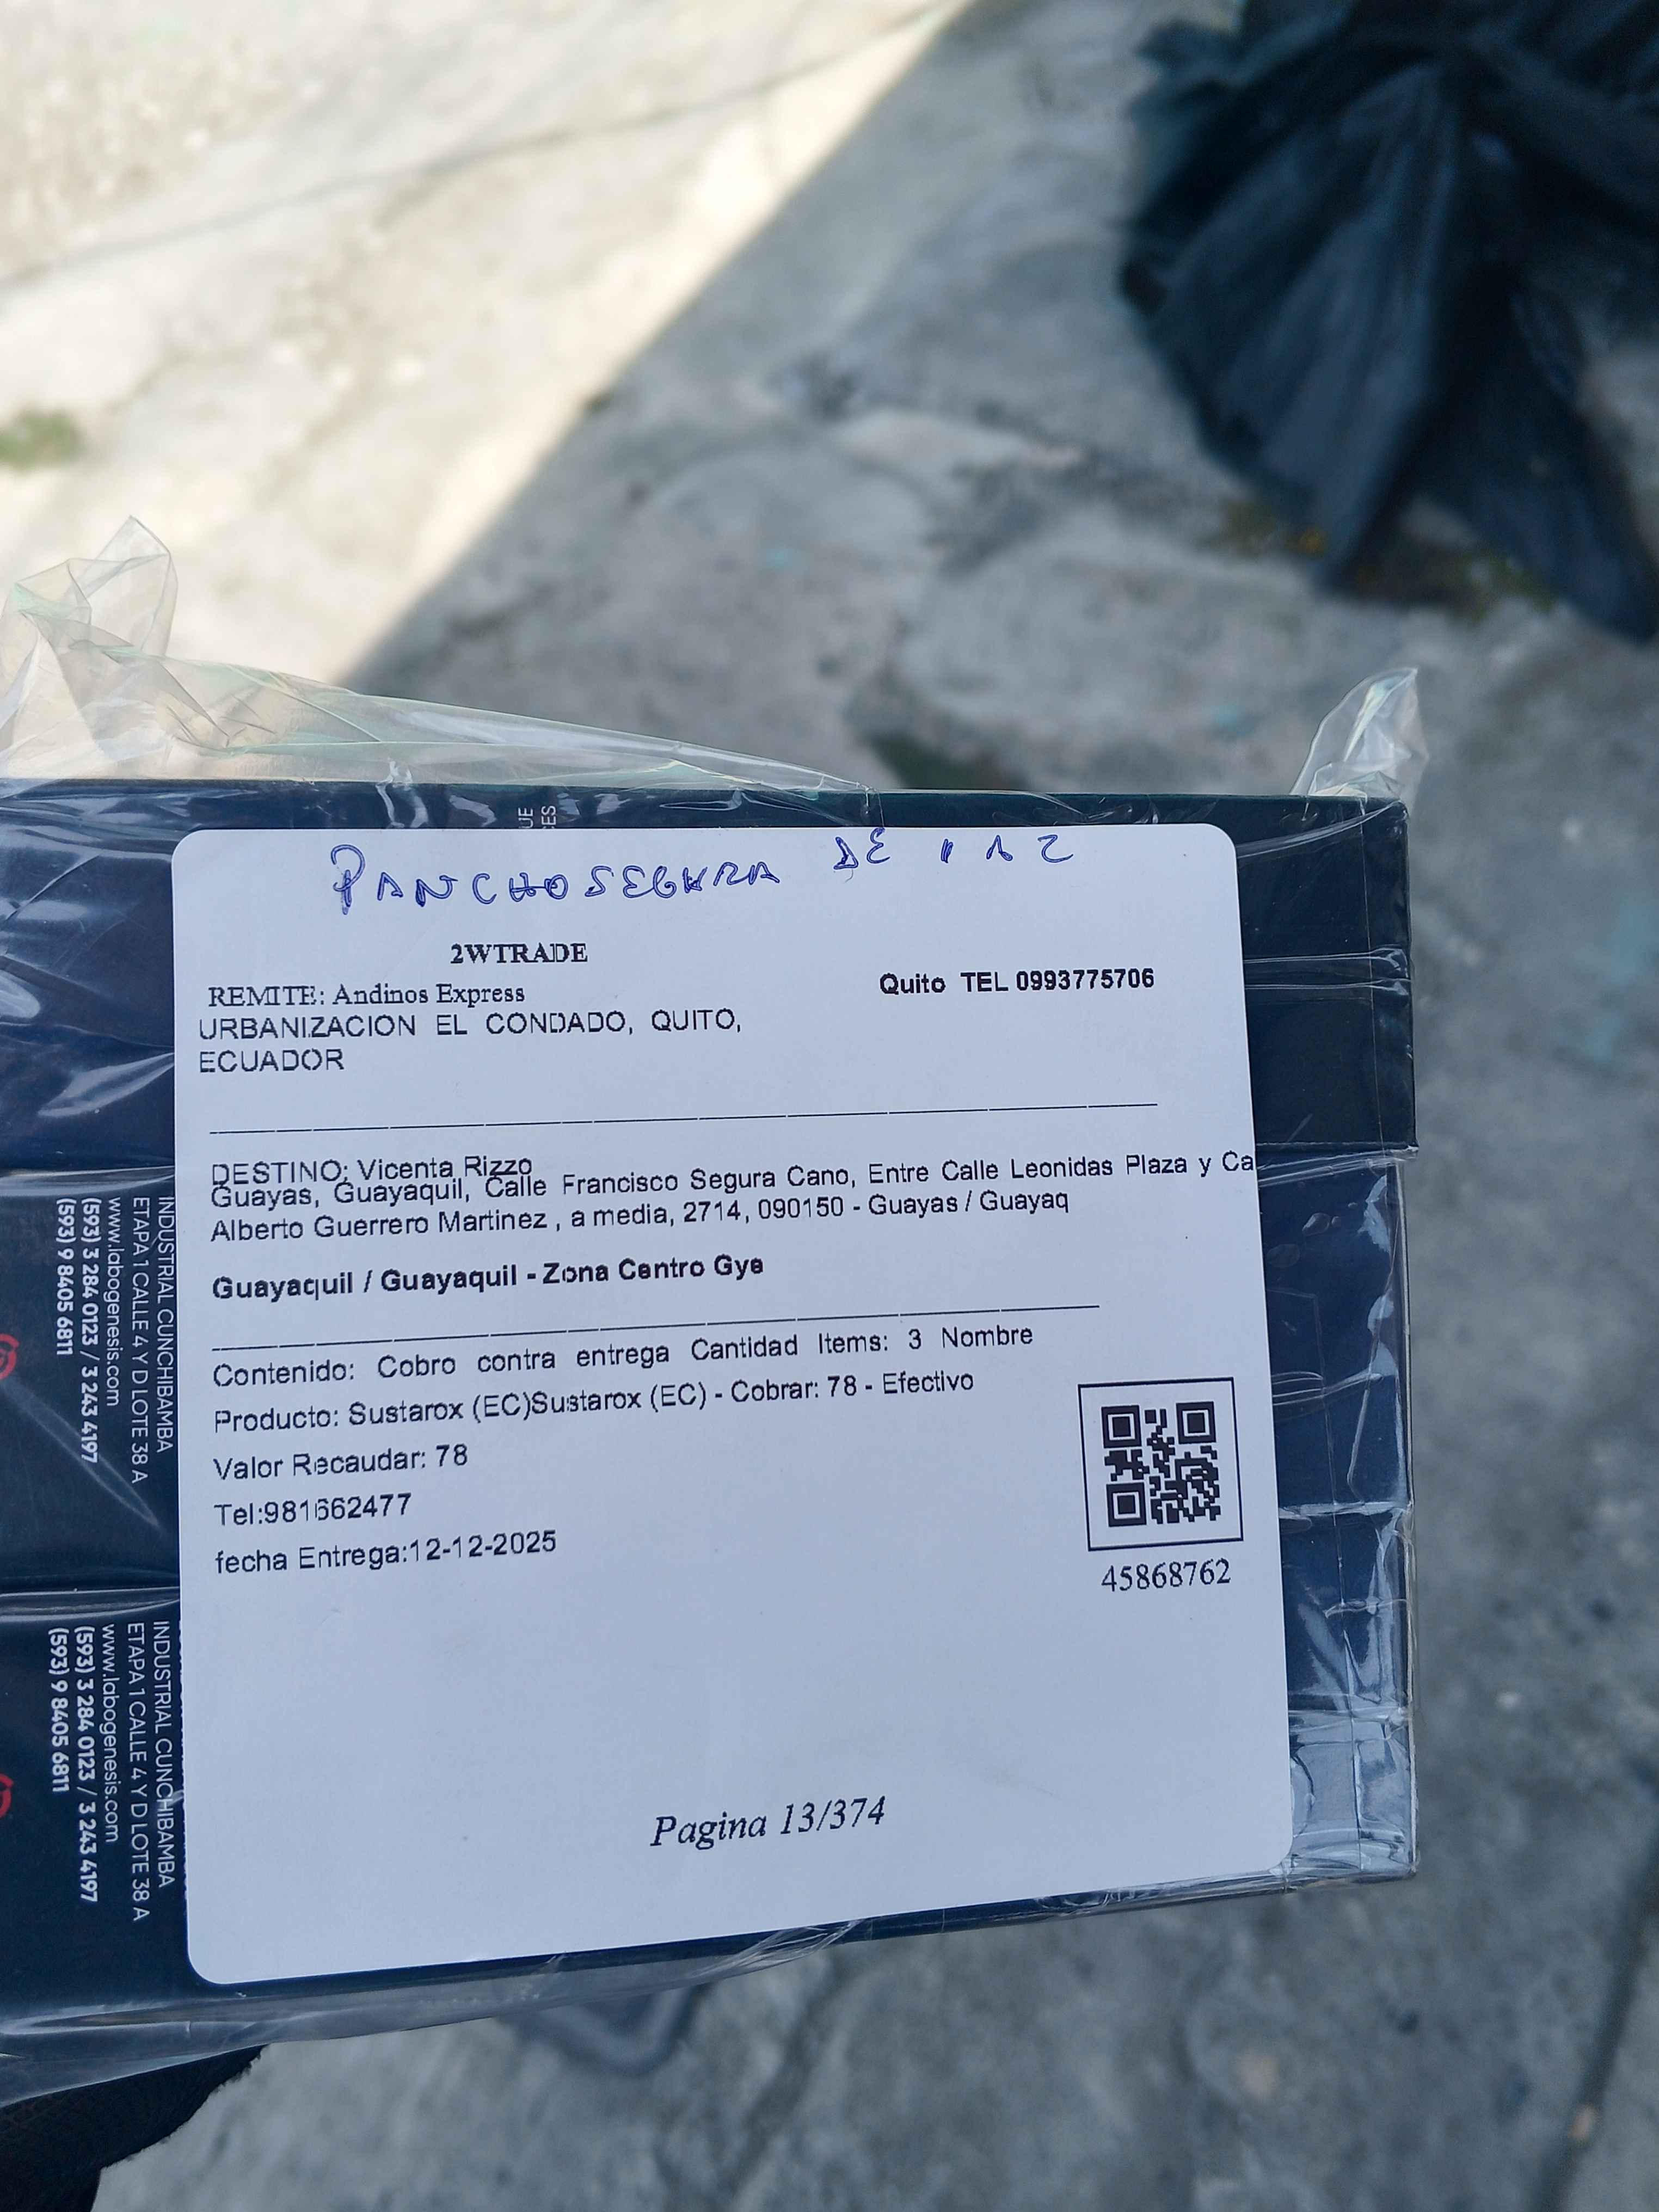 UE
CES
PANCHO SEGURA DE 11 A 2
2WTRADE
REMITE: Andinos Express
Quito TEL 0993775706
URBANIZACION EL CONDADO, QUITO,
ECUADOR
DESTINO: Vicenta Rizzo
Guayas, Guayaquil, Calle Francisco Segura Cano, Entre Calle Leonidas Plaza y Ca
Alberto Guerrero Martinez , a media, 2714, 090150 - Guayas / Guayaq
Guayaquil / Guayaquil - Zona Centro Gye
Contenido: Cobro contra entrega Cantidad Items: 3 Nombre
Producto: Sustarox (EC)Sustarox (EC) - Cobrar: 78 - Efectivo
Valor Recaudar: 78
Tel:981662477
fecha Entrega:12-12-2025
45868762
Pagina 13/374
INDUSTRIAL CUNCHIBAMBA
ETAPA 1 CALLE 4 Y D LOTE 38 A
www.labogenesis.com
(593) 3 284 0123 / 3 243 4197
(593) 9 8405 6811
INDUSTRIAL CUNCHIBAMBA
ETAPA 1 CALLE 4 Y D LOTE 38 A
www.labogenesis.com
(593) 3 284 0123 / 3 243 4197
(593) 9 8405 6811